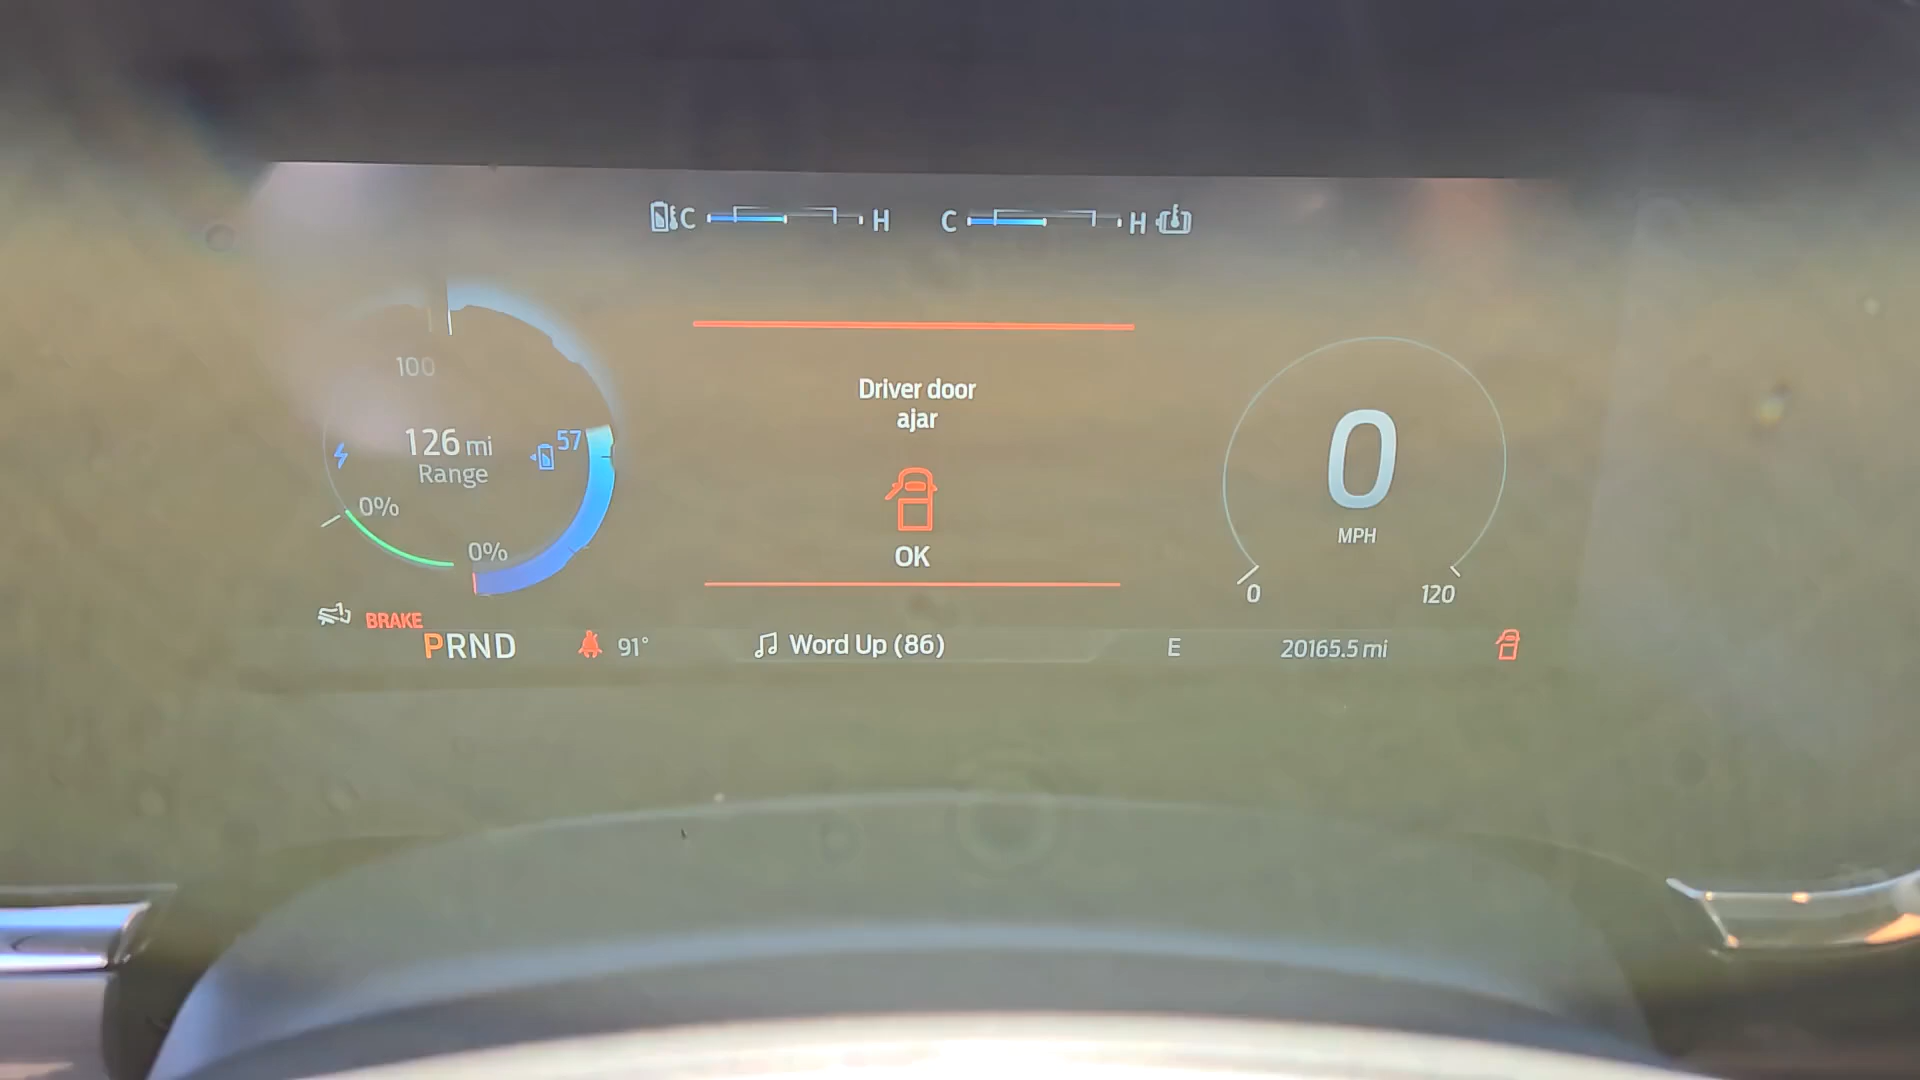 C H C H
100
126 mi
Range
57
0%
0%
Driver door
ajar
OK
0
MPH
0 120
BRAKE
PRND 91° Word Up (86) E 20165.5 mi